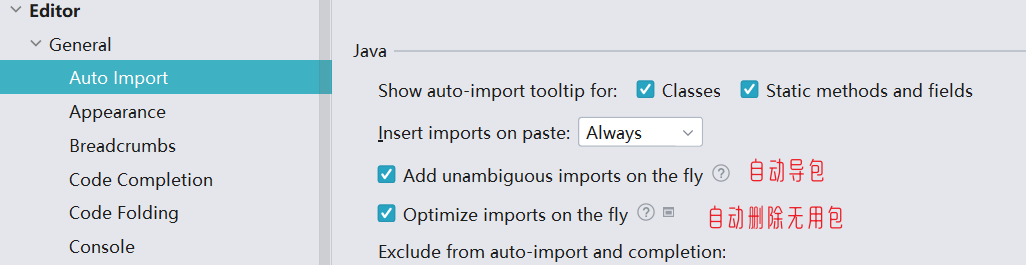 Editor
General
Auto Import
Appearance
Breadcrumbs
Code Completion
Code Folding
Console
Java
Show auto-import tooltip for: Classes Static methods and fields
Insert imports on paste: Always
Add unambiguous imports on the fly ? 自动导包
Optimize imports on the fly ? 自动删除无用包
Exclude from auto-import and completion: